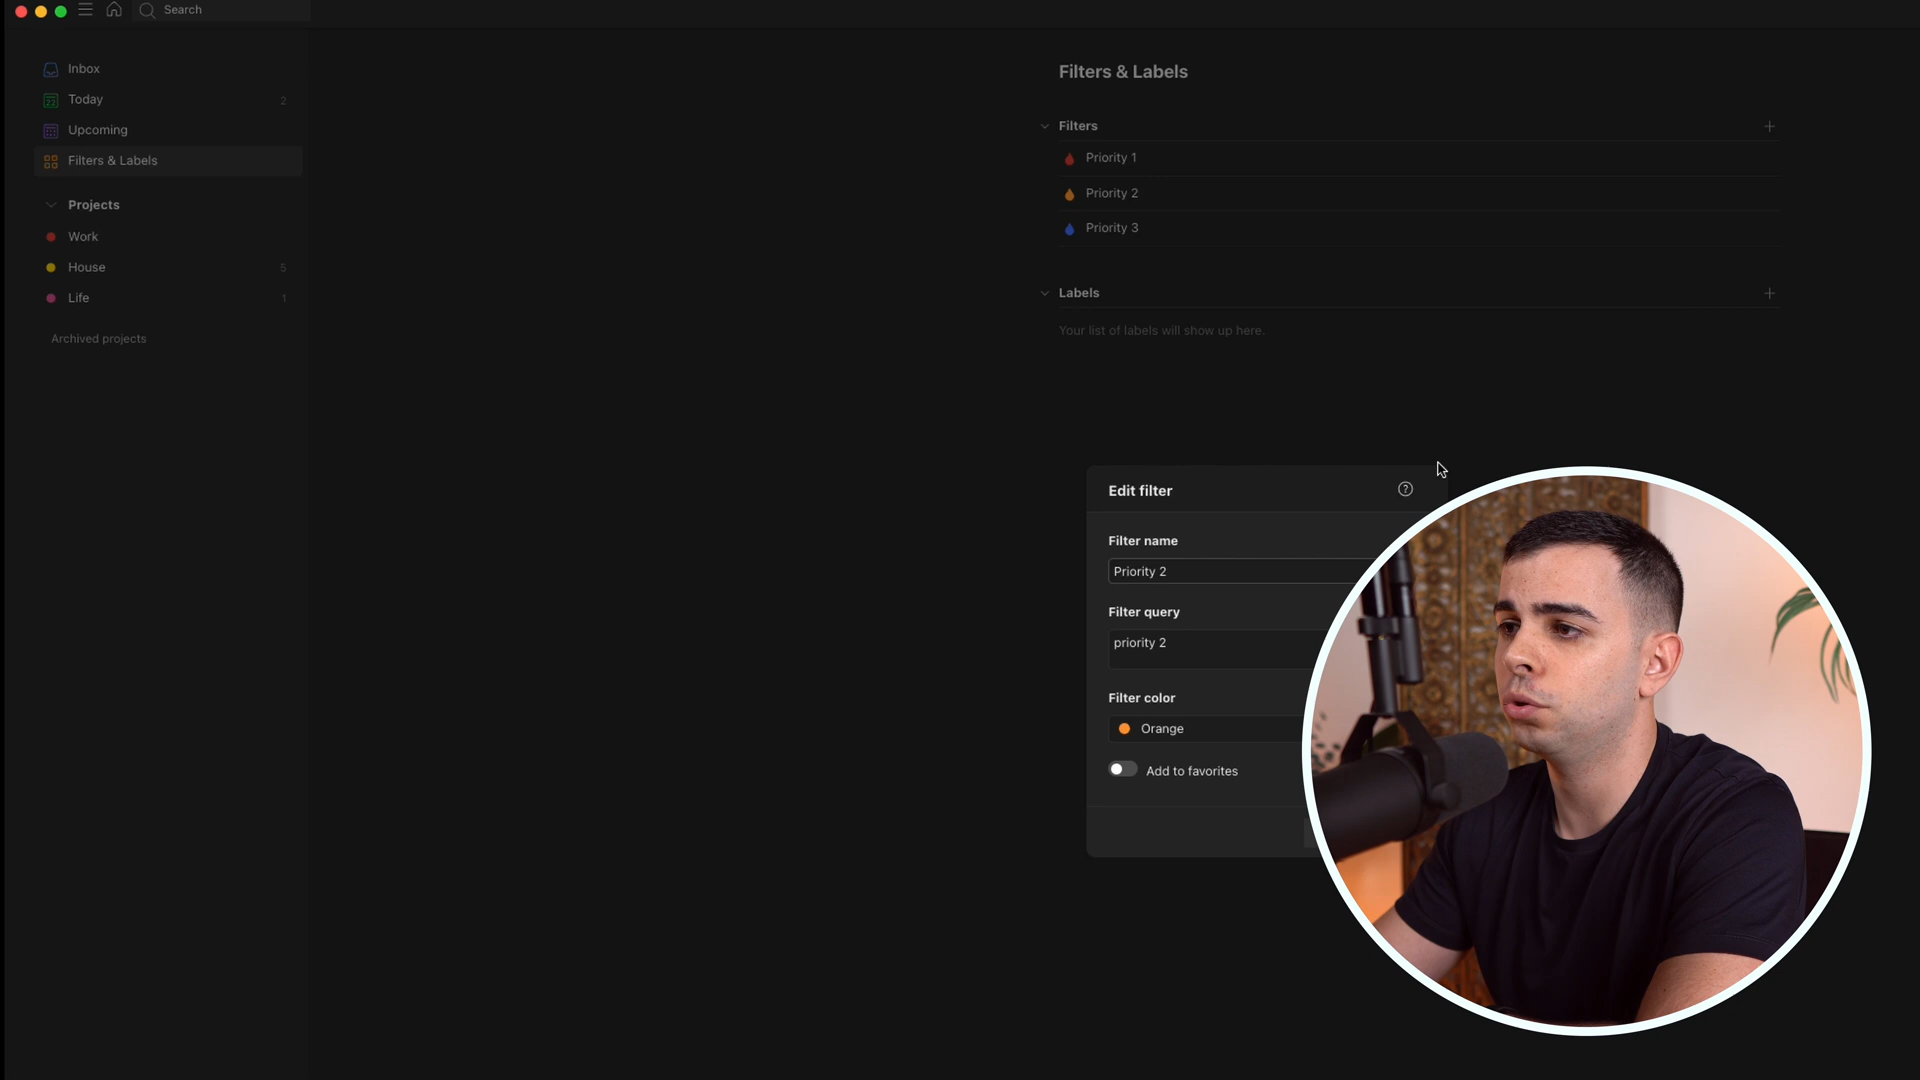 Search
Inbox
22
Today
2
Upcoming
Filters & Labels
Projects
Work
House
5
Life
1
Archived projects
Filters & Labels
Filters
Priority 1
Priority 2
Priority 3
Labels
Your list of labels will show up here.
Edit filter
?
Filter name
Priority 2
Filter query
priority 2
Filter color
Orange
Add to favorites